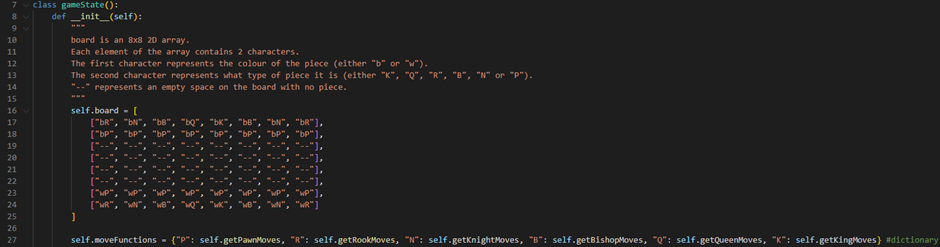 7 class gameState():
8     def __init__(self):
9         """
10         board is an 8x8 2D array.
11         Each element of the array contains 2 characters.
12         The first character represents the colour of the piece (either "b" or "w").
13         The second character represents what type of piece it is (either "K", "Q", "R", "B", "N" or "P").
14         "--" represents an empty space on the board with no piece.
15         """
16         self.board = [
17             ["bR", "bN", "bB", "bQ", "bK", "bB", "bN", "bR"],
18             ["bP", "bP", "bP", "bP", "bP", "bP", "bP", "bP"],
19             ["--", "--", "--", "--", "--", "--", "--", "--"],
20             ["--", "--", "--", "--", "--", "--", "--", "--"],
21             ["--", "--", "--", "--", "--", "--", "--", "--"],
22             ["--", "--", "--", "--", "--", "--", "--", "--"],
23             ["wP", "wP", "wP", "wP", "wP", "wP", "wP", "wP"],
24             ["wR", "wN", "wB", "wQ", "wK", "wB", "wN", "wR"]
25         ]
26
27         self.moveFunctions = {"P": self.getPawnMoves, "R": self.getRookMoves, "N": self.getKnightMoves, "B": self.getBishopMoves, "Q": self.getQueenMoves, "K": self.getKingMoves} #dictionary